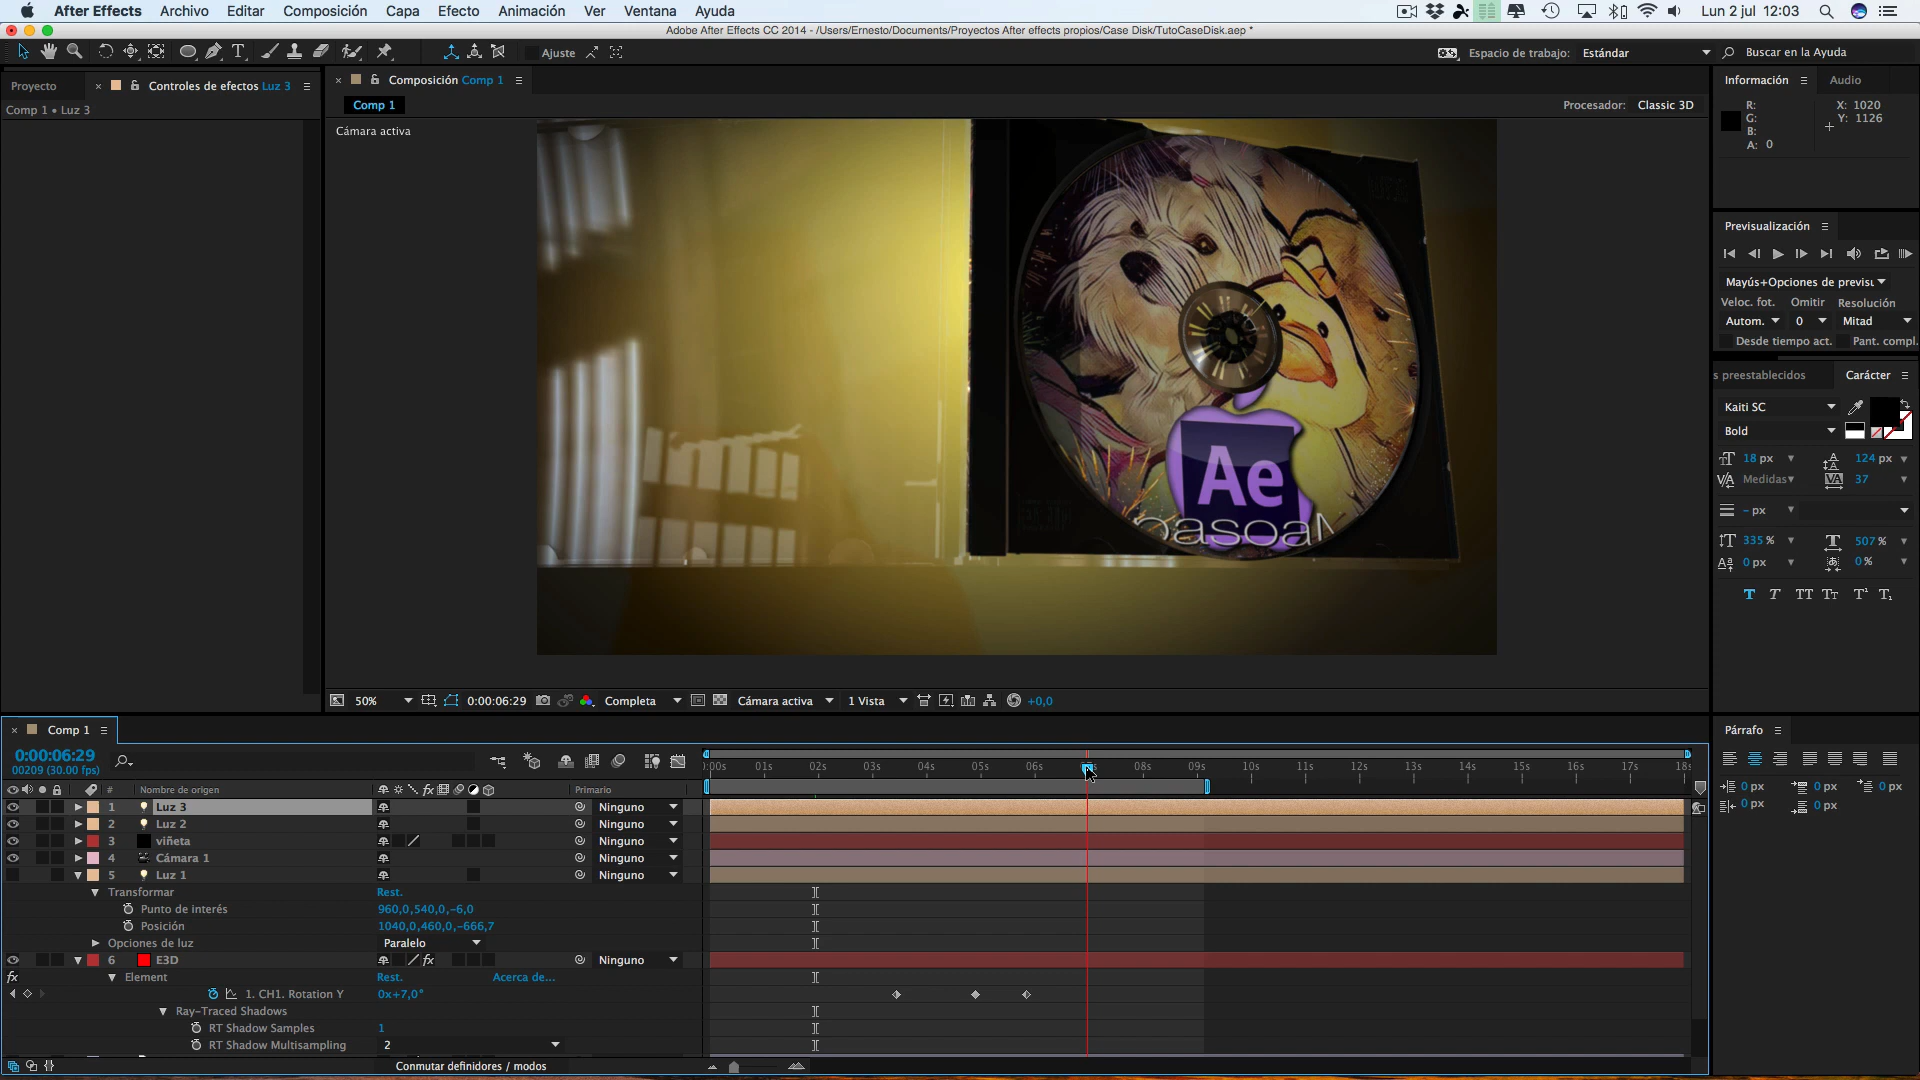 After Effects Archivo Editar Composición Capa Efecto Animación Ver Ventana Ayuda Lun 2 jul 12:03
Adobe After Effects CC 2014 - /Users/Ernesto/Documents/Proyectos After effects propios/Case Disk/TutoCaseDisk.aep *
Ajuste Espacio de trabajo: Estándar Buscar en la Ayuda
Proyecto × Controles de efectos Luz 3 × Composición Comp 1 Información Audio
Comp 1 • Luz 3 Comp 1 Procesador: Classic 3D
R: X: 1020
G: Y: 1126
B:
A: 0
Cámara activa
Previsualización
Mayús+Opciones de previsu
Veloc. fot. Omitir Resolución
Autom. 0 Mitad
Desde tiempo act. Pant. compl.
s preestablecidos Carácter
Kaiti SC
Bold
18 px 124 px
Medidas 37
- px
335 % 507 %
0 px 0 %
T T TT Tт T¹ T₁
Ae
50% 0:00:06:29 Completa Cámara activa 1 Vista +0,0
× Comp 1 Párrafo
0:00:06:29
00209 (30.00 fps)
):00s 01s 02s 03s 04s 05s 06s 08s 09s 10s 11s 12s 13s 14s 15s 16s 17s 18s
# Nombre de origen fx Primario
0 px 0 px 0 px
0 px 0 px
1 Luz 3 Ninguno
2 Luz 2 Ninguno
3 viñeta Ninguno
4 Cámara 1 Ninguno
5 Luz 1 Ninguno
Transformar Rest.
Punto de interés 960,0,540,0,-6,0
Posición 1040,0,460,0,-666,7
Opciones de luz Paralelo
6 E3D fx Ninguno
fx Element Rest. Acerca de...
1. CH1. Rotation Y 0x+7,0°
Ray-Traced Shadows
RT Shadow Samples 1
RT Shadow Multisampling 2
Conmutar definidores / modos